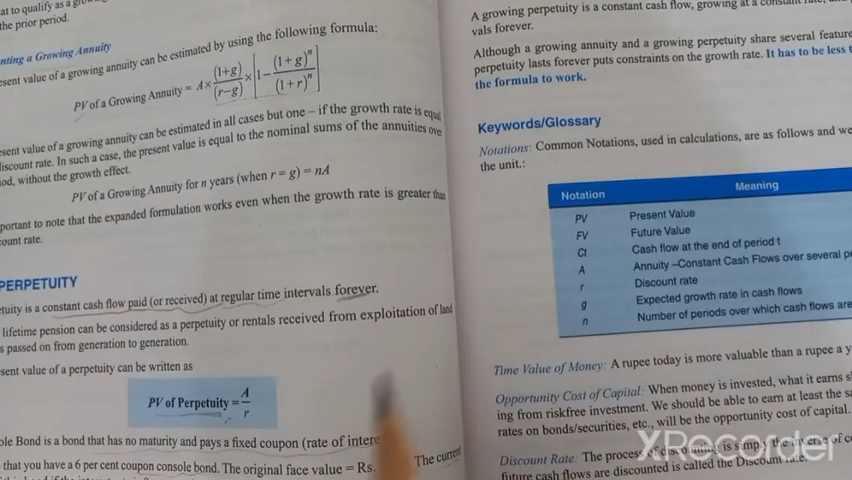 at to qualify as a
the prior period.
nting a Growing Annuity
esent value of a growing annuity can be estimated by using the following formula:
PV of a Growing Annuity = A × (1+g)/(r–g) × [1 – (1+g)ⁿ/(1+r)ⁿ]
esent value of a growing annuity can be estimated in all cases but one – if the growth rate is equal
discount rate. In such a case, the present value is equal to the nominal sums of the annuities over
od, without the growth effect.
PV of a Growing Annuity for n years (when r = g) = nA
portant to note that the expanded formulation works even when the growth rate is greater than
count rate.
PERPETUITY
etuity is a constant cash flow paid (or received) at regular time intervals forever.
lifetime pension can be considered as a perpetuity or rentals received from exploitation of land
s passed on from generation to generation.
sent value of a perpetuity can be written as
PV of Perpetuity = A/r
ole Bond is a bond that has no maturity and pays a fixed coupon (rate of intere
that you have a 6 per cent coupon console bond. The original face value = Rs. The current
A growing perpetuity is a constant cash flow, growing at a constant rate,
vals forever.
Although a growing annuity and a growing perpetuity share several feature
perpetuity lasts forever puts constraints on the growth rate. It has to be less t
the formula to work.
Keywords/Glossary
Notations: Common Notations, used in calculations, are as follows and we
the unit.:
Notation Meaning
PV Present Value
FV Future Value
Ct Cash flow at the end of period t
A Annuity –Constant Cash Flows over several pe
r Discount rate
g Expected growth rate in cash flows
n Number of periods over which cash flows are
Time Value of Money: A rupee today is more valuable than a rupee a y
Opportunity Cost of Capital: When money is invested, what it earns s
ing from riskfree investment. We should be able to earn at least the sa
rates on bonds/securities, etc., will be the opportunity cost of capital.
Discount Rate: The process of discounting is simply the inverse of c
future cash flows are discounted is called the Discount rate.
XRecorder